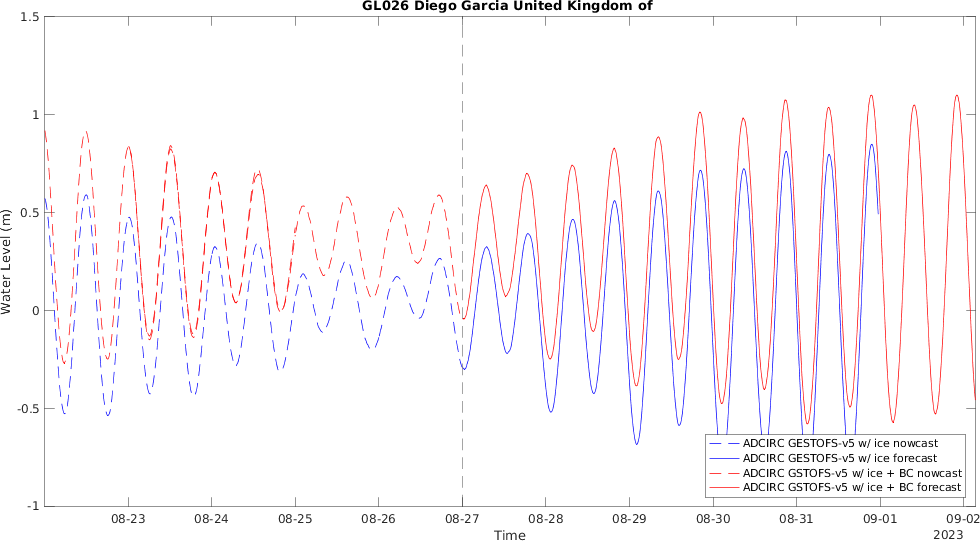 GL026 Diego Garcia United Kingdom of
Water Level (m)
1.5
1
0.5
0
-0.5
-1
08-23 08-24 08-25 08-26 08-27 08-28 08-29 08-30 08-31 09-01 09-02
Time
2023
ADCIRC GESTOFS-v5 w/ ice nowcast
ADCIRC GESTOFS-v5 w/ ice forecast
ADCIRC GSTOFS-v5 w/ ice + BC nowcast
ADCIRC GSTOFS-v5 w/ ice + BC forecast